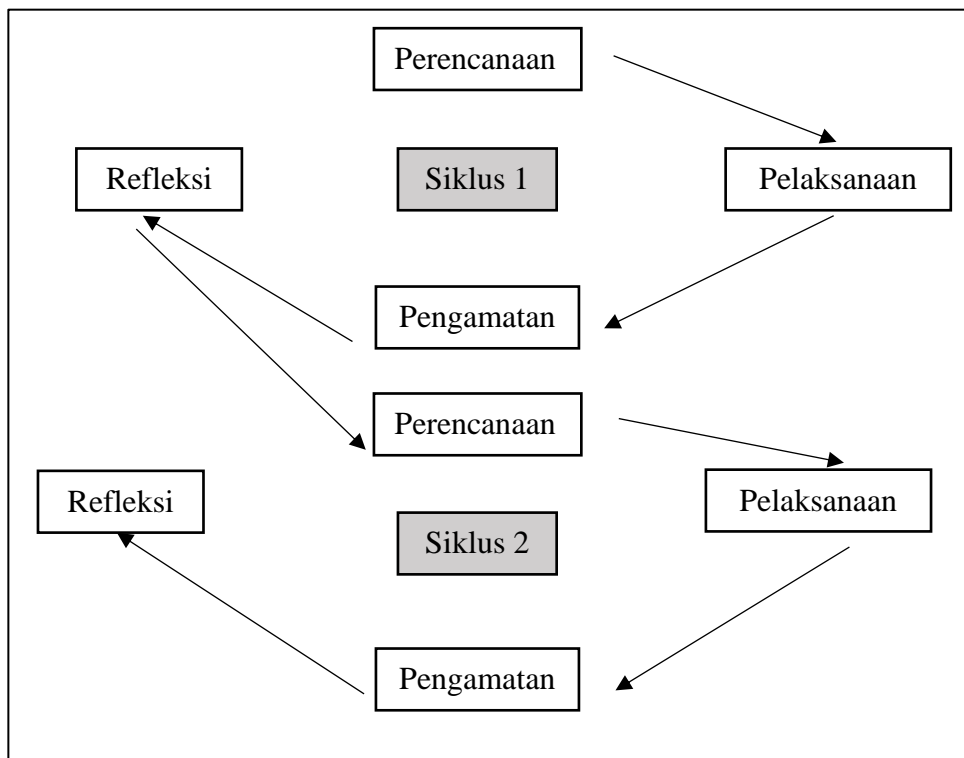 Perencanaan
Refleksi
Siklus 1
Pelaksanaan
Pengamatan
Perencanaan
Refleksi
Pelaksanaan
Siklus 2
Pengamatan